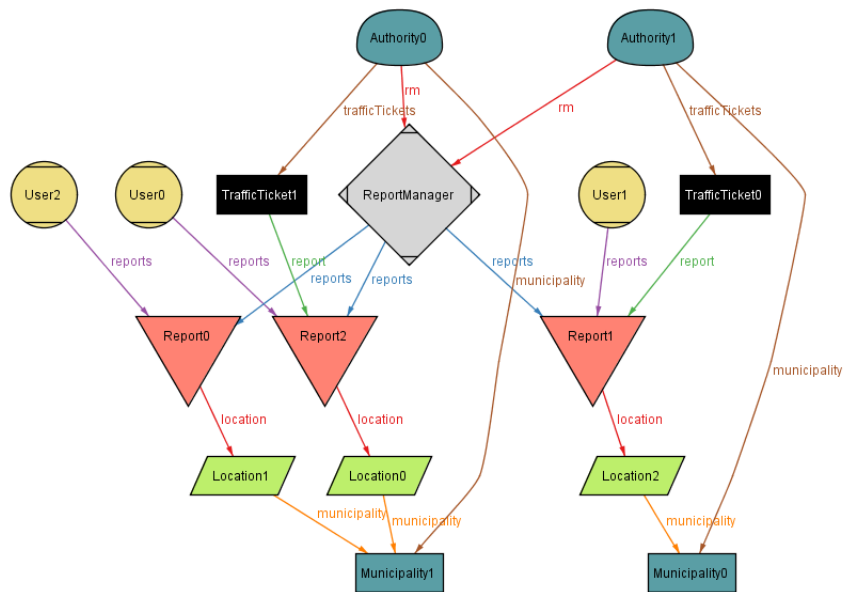 Authority0
Authority1
rm
trafficTickets
trafficTickets
rm
User2
User0
TrafficTicket1
ReportManager
User1
TrafficTicket0
reports
reports
report
reports
reports
reports
reports
report
municipality
Report0
Report2
Report1
municipality
location
location
location
Location1
Location0
Location2
municipality
municipality
municipality
Municipality1
Municipality0